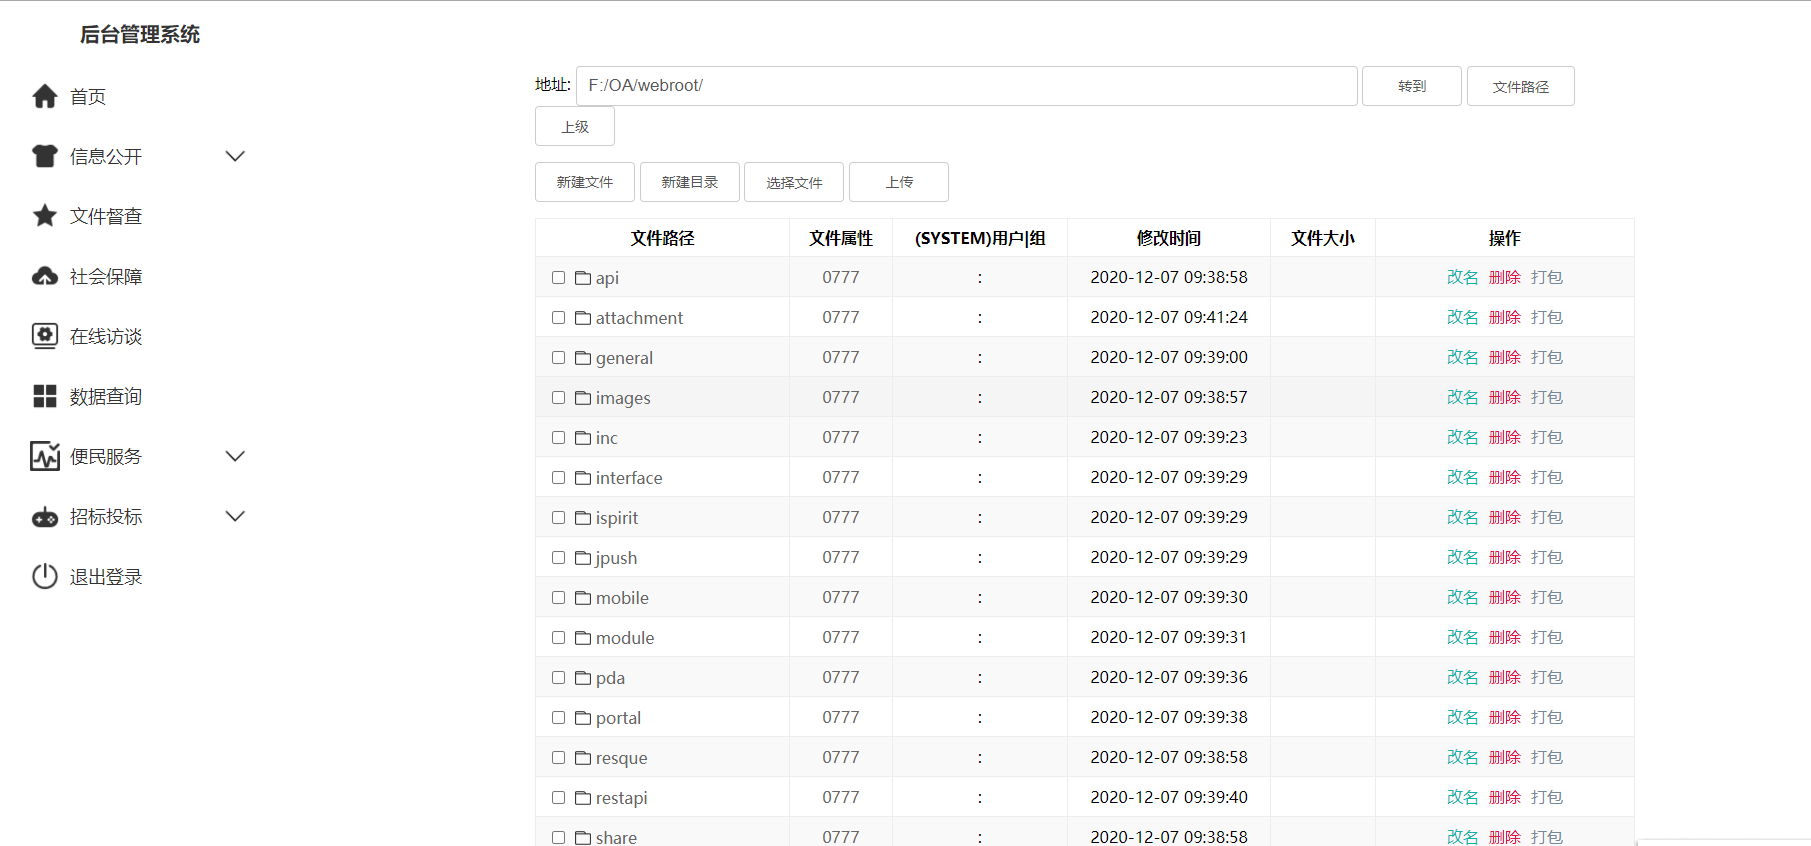 后台管理系统
首页
信息公开
文件督查
社会保障
在线访谈
数据查询
便民服务
招标投标
退出登录
地址: F:/OA/webroot/ 转到 文件路径
上级
新建文件 新建目录 选择文件 上传
文件路径 文件属性 (SYSTEM)用户|组 修改时间 文件大小 操作
api 0777 : 2020-12-07 09:38:58 改名 删除 打包
attachment 0777 : 2020-12-07 09:41:24 改名 删除 打包
general 0777 : 2020-12-07 09:39:00 改名 删除 打包
images 0777 : 2020-12-07 09:38:57 改名 删除 打包
inc 0777 : 2020-12-07 09:39:23 改名 删除 打包
interface 0777 : 2020-12-07 09:39:29 改名 删除 打包
ispirit 0777 : 2020-12-07 09:39:29 改名 删除 打包
jpush 0777 : 2020-12-07 09:39:29 改名 删除 打包
mobile 0777 : 2020-12-07 09:39:30 改名 删除 打包
module 0777 : 2020-12-07 09:39:31 改名 删除 打包
pda 0777 : 2020-12-07 09:39:36 改名 删除 打包
portal 0777 : 2020-12-07 09:39:38 改名 删除 打包
resque 0777 : 2020-12-07 09:38:58 改名 删除 打包
restapi 0777 : 2020-12-07 09:39:40 改名 删除 打包
share 0777 : 2020-12-07 09:38:58 改名 删除 打包